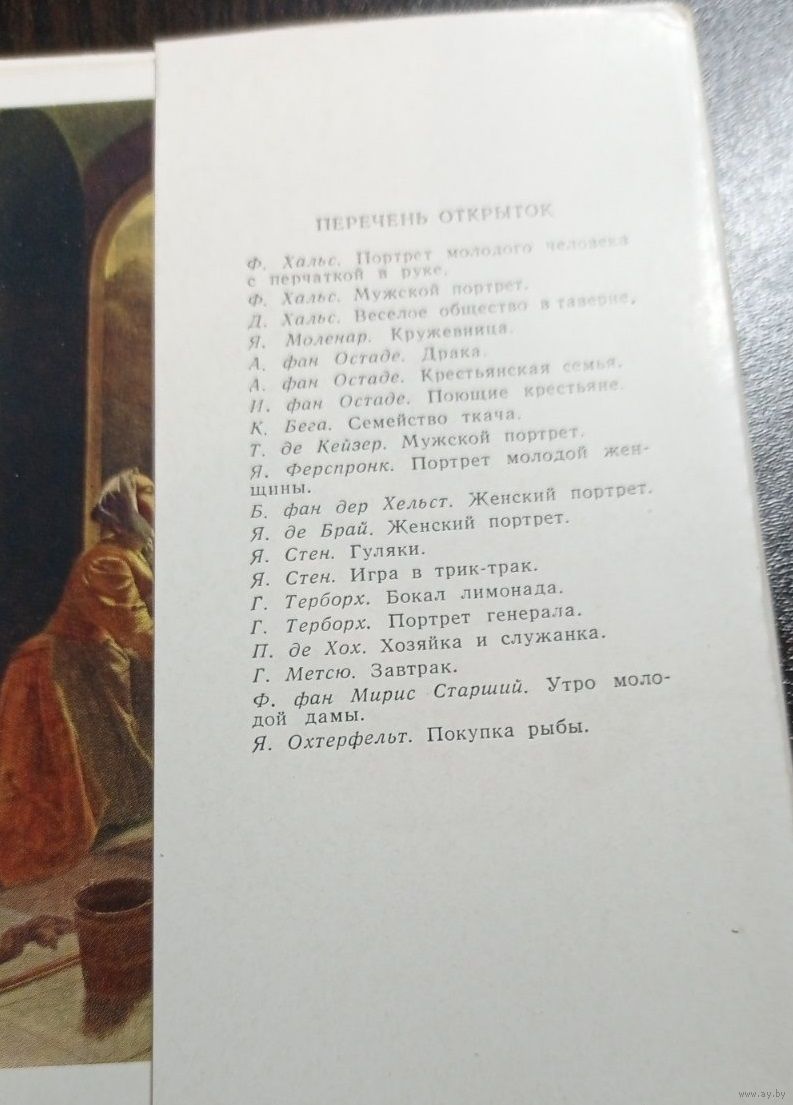 ПЕРЕЧЕНЬ ОТКРЫТОК
Ф. Хальс. Портрет молодого человека
с перчаткой в руке.
Ф. Хальс. Мужской портрет.
Д. Хальс. Веселое общество в таверне.
Я. Моленар. Кружевница.
А. фан Остаде. Драка.
А. фан Остаде. Крестьянская семья.
И. фан Остаде. Поющие крестьяне.
К. Бега. Семейство ткача.
Т. де Кейзер. Мужской портрет.
Я. Ферспронк. Портрет молодой жен-
щины.
Б. фан дер Хельст. Женский портрет.
Я. де Брай. Женский портрет.
Я. Стен. Гуляки.
Я. Стен. Игра в трик-трак.
Г. Терборх. Бокал лимонада.
Г. Терборх. Портрет генерала.
П. де Хох. Хозяйка и служанка.
Г. Метсю. Завтрак.
Ф. фан Мирис Старший. Утро моло-
дой дамы.
Я. Охтерфельт. Покупка рыбы.
www.ay.by